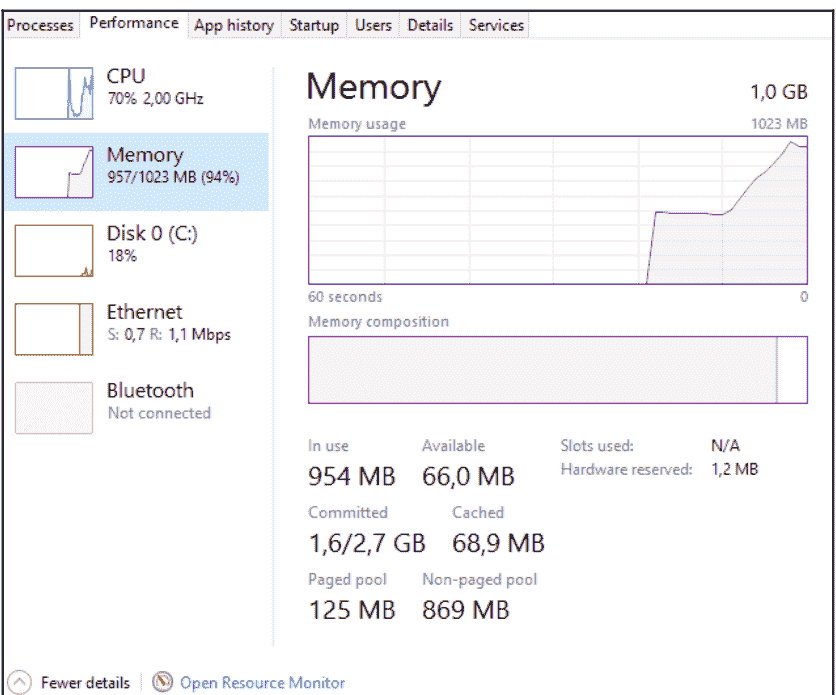 Processes Performance App history Startup Users Details Services
CPU
70% 2,00 GHz
Memory
957/1023 MB (94%)
Disk 0 (C:)
18%
Ethernet
S: 0,7 R: 1,1 Mbps
Bluetooth
Not connected
Memory 1,0 GB
Memory usage 1023 MB
60 seconds 0
Memory composition
In use Available Slots used: N/A
954 MB 66,0 MB Hardware reserved: 1,2 MB
Committed Cached
1,6/2,7 GB 68,9 MB
Paged pool Non-paged pool
125 MB 869 MB
Fewer details Open Resource Monitor